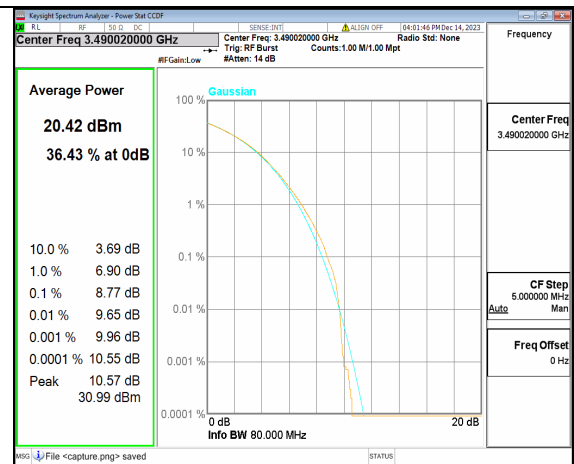 Keysight Spectrum Analyzer - Power Stat CCDF
RL RF 50 Ω DC SENSE:INT ALIGN OFF 04:01:46 PM Dec 14, 2023
Center Freq 3.490020000 GHz
Center Freq: 3.490020000 GHz Radio Std: None
Trig: RF Burst Counts:1.00 M/1.00 Mpt
#IFGain:Low #Atten: 14 dB
Frequency
Average Power
20.42 dBm
36.43 % at 0dB
10.0 % 3.69 dB
1.0 % 6.90 dB
0.1 % 8.77 dB
0.01 % 9.65 dB
0.001 % 9.96 dB
0.0001 % 10.55 dB
Peak 10.57 dB
30.99 dBm
Gaussian
100 %
10 %
1 %
0.1 %
0.01 %
0.001 %
0.0001 %
0 dB 20 dB
Info BW 80.000 MHz
Center Freq
3.490020000 GHz
CF Step
5.000000 MHz
Auto Man
Freq Offset
0 Hz
MSG File <capture.png> saved STATUS